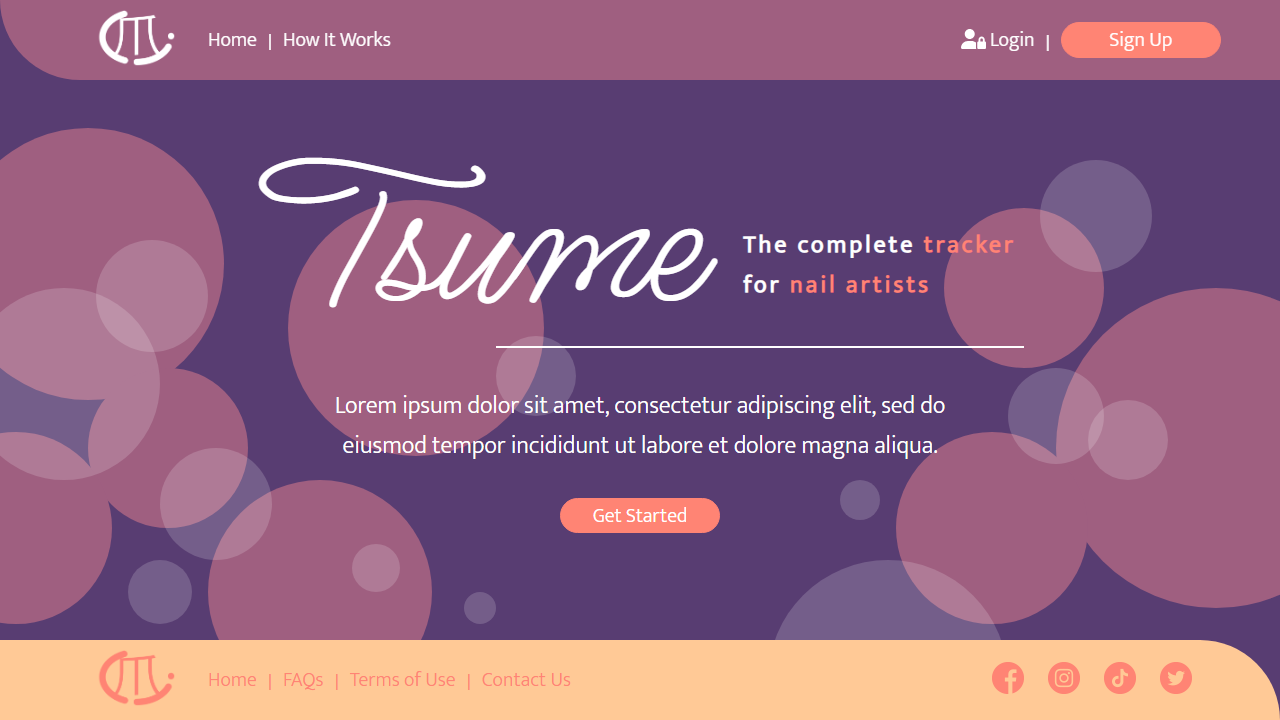 Home | How It Works
Login | Sign Up
Tsume
The complete tracker
for nail artists
Lorem ipsum dolor sit amet, consectetur adipiscing elit, sed do
eiusmod tempor incididunt ut labore et dolore magna aliqua.
Get Started
Home | FAQs | Terms of Use | Contact Us